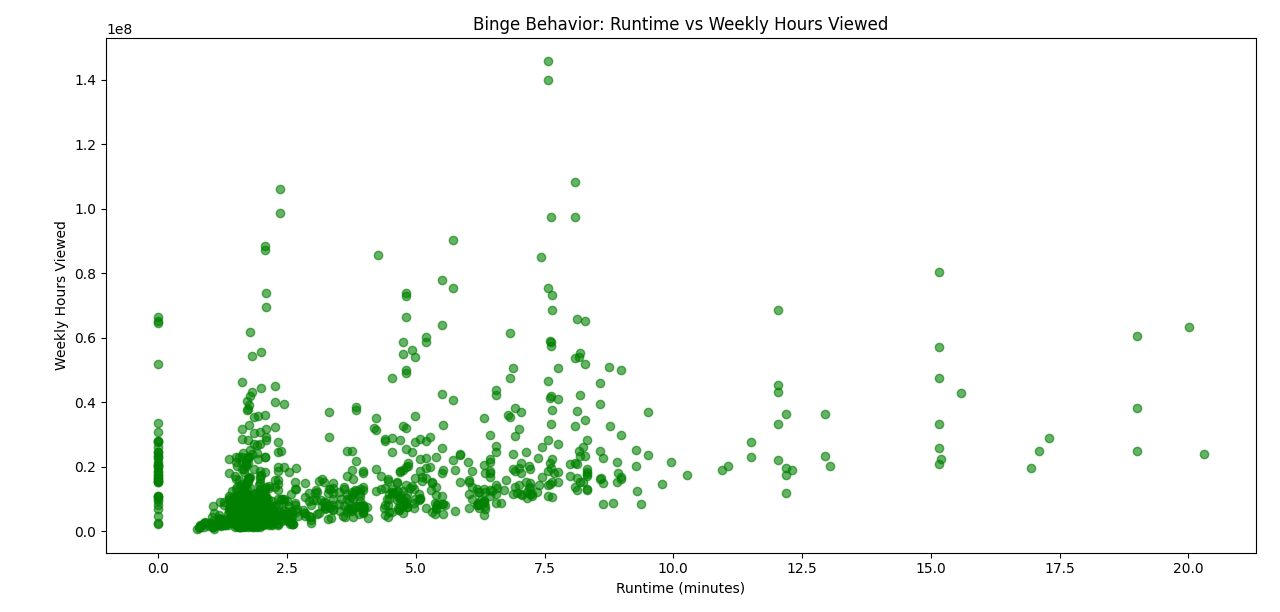 Binge Behavior: Runtime vs Weekly Hours Viewed
1e8
1.4
1.2
1.0
0.8
0.6
0.4
0.2
0.0
Weekly Hours Viewed
0.0 2.5 5.0 7.5 10.0 12.5 15.0 17.5 20.0
Runtime (minutes)